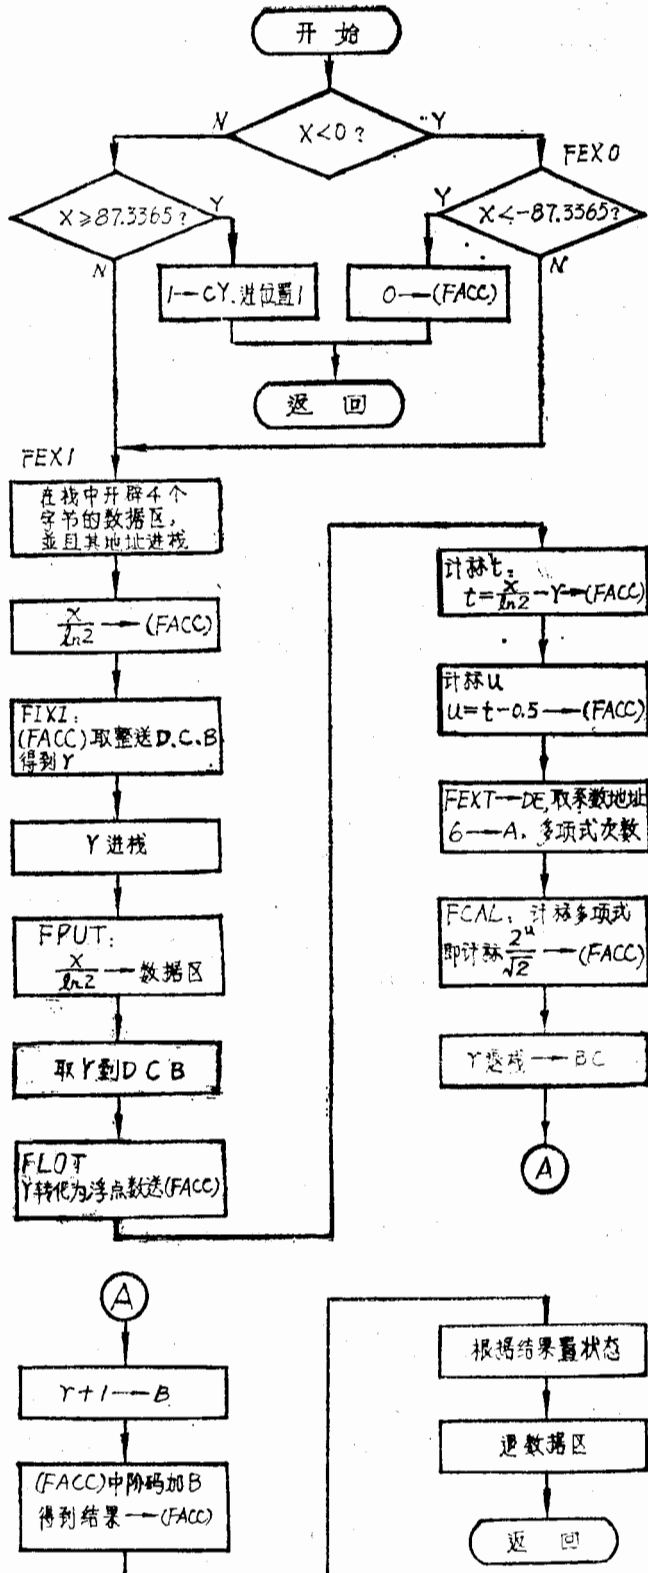 开 始
X<0?
N
Y
FEX0
X≥87.3365?
Y
N
X<-87.3365?
Y
N
1→CY.进位置1
0→(FACC)
返 回
FEX1
在栈中开辟4个
字节的数据区,
並且其地址进栈
x/ln2→(FACC)
FIXI:
(FACC)取整送D.C.B
得到Y
Y进栈
FPUT:
x/ln2→数据区
取Y到DCB
FLOT
Y转化为浮点数送(FACC)
计祘t:
t=x/ln2-Y→(FACC)
计祘u
u=t-0.5→(FACC)
FEXT→DE,取系数地址
6→A.多项式次数
FCAL:计祘多项式
即计祘2^u/√2→(FACC)
Y退栈→BC
A
A
Y+1→B
(FACC)中阶码加B
得到结果→(FACC)
根据结果置状态
退数据区
返 回